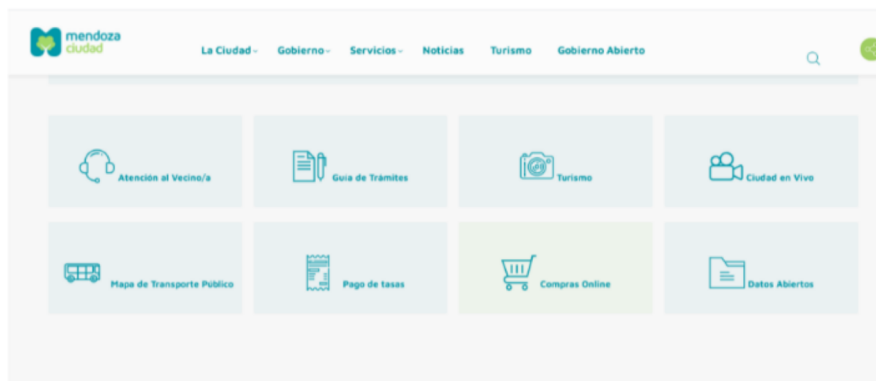 mendoza
ciudad
La Ciudad Gobierno Servicios Noticias Turismo Gobierno Abierto
Atención al Vecino/a
Guía de Trámites
Turismo
Ciudad en Vivo
Mapa de Transporte Público
Pago de tasas
Compras Online
Datos Abiertos